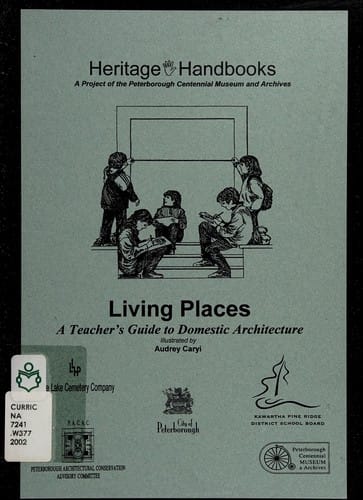 Heritage Handbooks
A Project of the Peterborough Centennial Museum and Archives
Living Places
A Teacher's Guide to Domestic Architecture
illustrated by
Audrey Caryi
Lake Cemetery Company
CURRIC
NA
7241
.W377
2002
P.A.C.A.C.
PETERBOROUGH ARCHITECTURAL CONSERVATION
ADVISORY COMMITTEE
City of
Peterborough
KAWARTHA PINE RIDGE
DISTRICT SCHOOL BOARD
Peterborough
Centennial
MUSEUM
& Archives